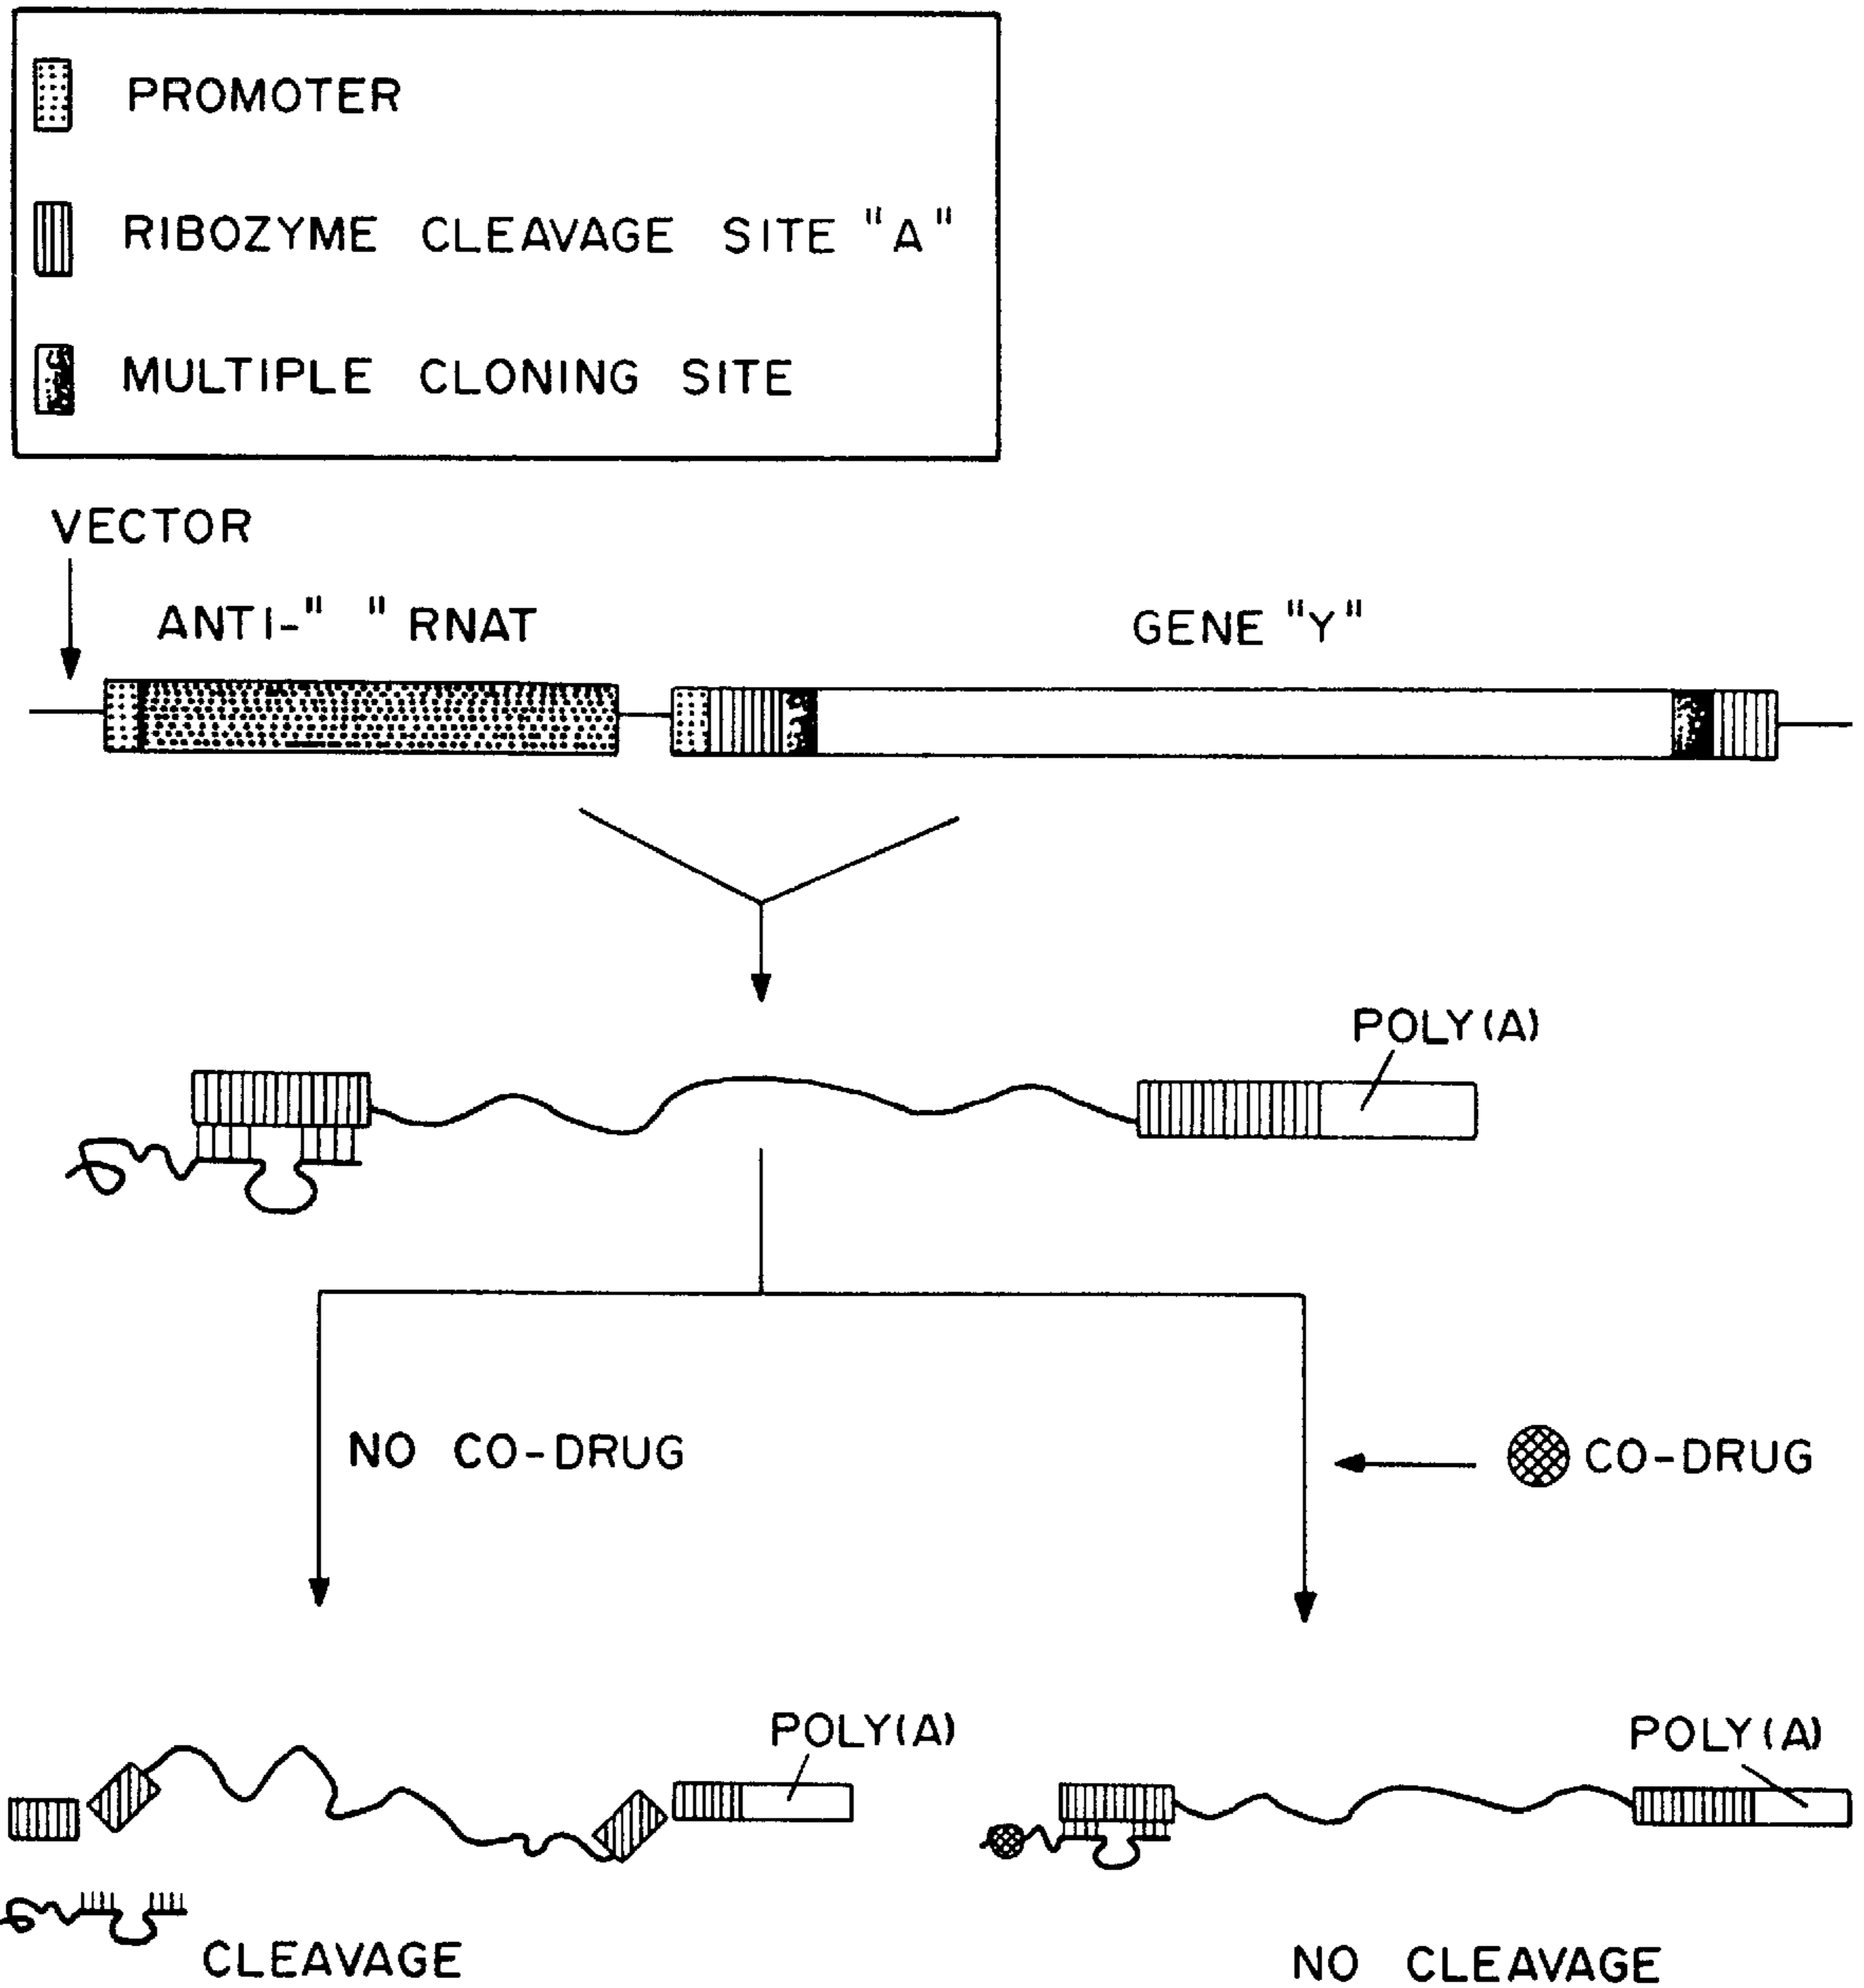 PROMOTER
RIBOZYME CLEAVAGE SITE "A"
MULTIPLE CLONING SITE
VECTOR
ANTI-" " RNAT
GENE "Y"
POLY(A)
NO CO-DRUG
CO-DRUG
POLY(A)
POLY(A)
CLEAVAGE
NO CLEAVAGE